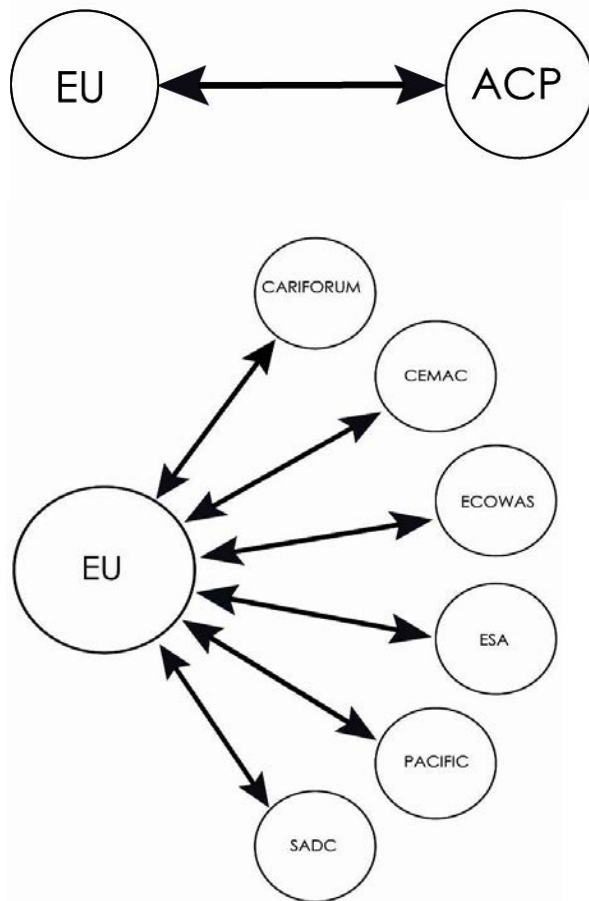 EU
ACP
CARIFORUM
CEMAC
ECOWAS
EU
ESA
PACIFIC
SADC